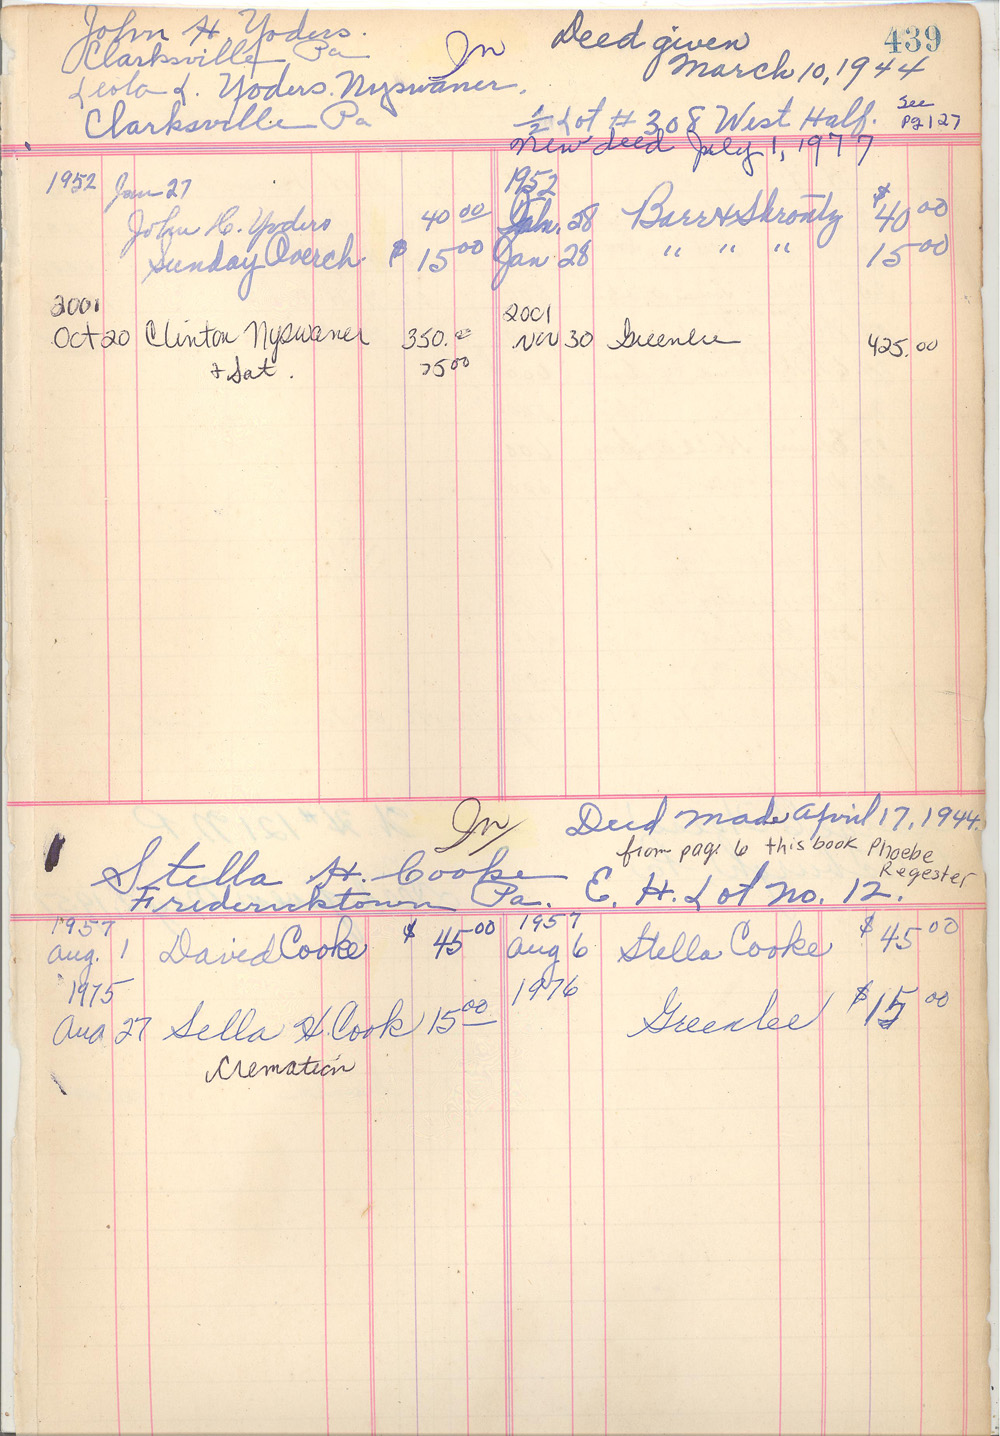 439
John H. Yoders. In Deed given
Clarksville Pa March 10, 1944
Leola L. Yoders. Nyswaner.
Clarksville Pa 1/2 Lot # 308 West Half. See Pg 127
New deed July 1, 1977
1952 Jan 27 1952
John C. Yoders 40 00 Jan. 28 Barr & Shrontz $40 00
Sunday Overch. $ 15 00 Jan 28 " " " 15 00
2001 2001
Oct 20 Clinton Nyswaner 350. Nov 30 Greenlee 425.00
+ Sat. 75 00
In Deed made April 17, 1944.
from page 6 this book Phoebe Regester
Stella H. Cooke
Fredericktown Pa. E. H. Lot no. 12.
1957 1957
Aug. 1 David Cooke $ 45 00 Aug 6 Stella Cooke $45 00
1975 1976
Aug 27 Sella H. Cook 15 00 Greenlee $15 00
Cremation